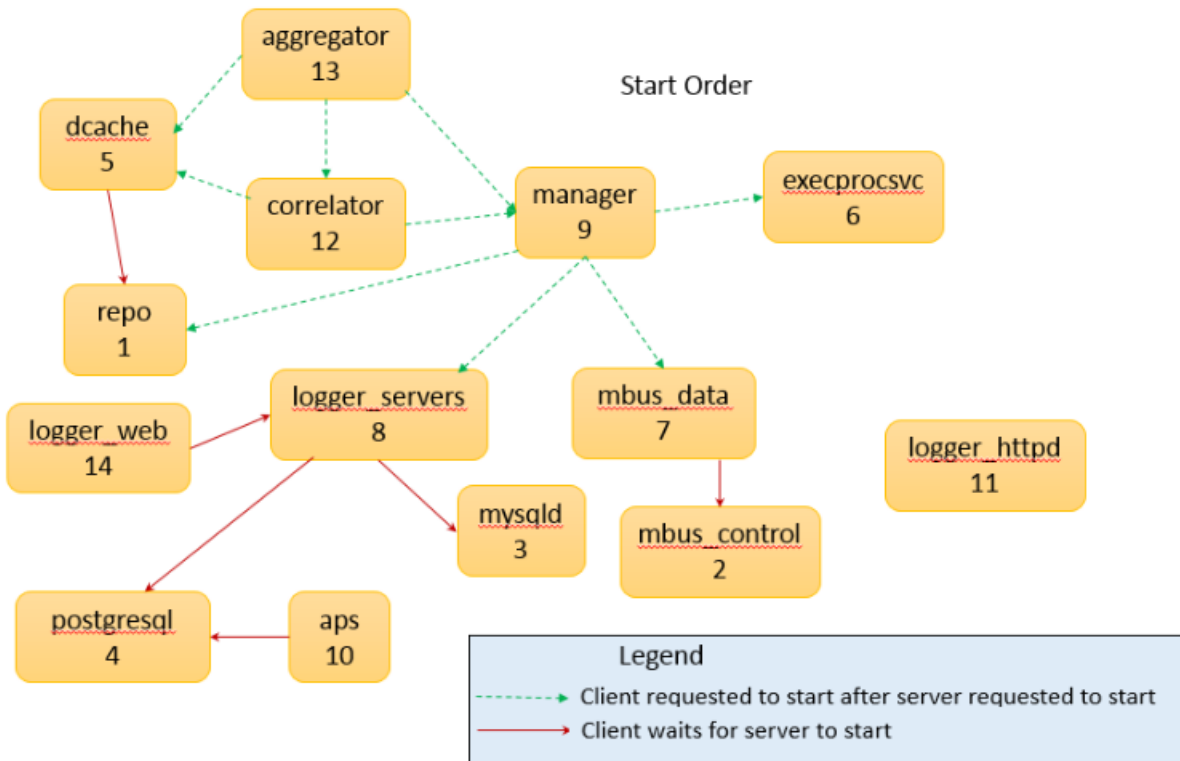 aggregator
13
Start Order
dcache
5
execprocsvc
6
manager
9
correlator
12
repo
1
logger_servers
8
mbus_data
7
logger_web
14
logger_httpd
11
mysqld
3
mbus_control
2
postgresql
4
aps
10
Legend
Client requested to start after server requested to start
Client waits for server to start